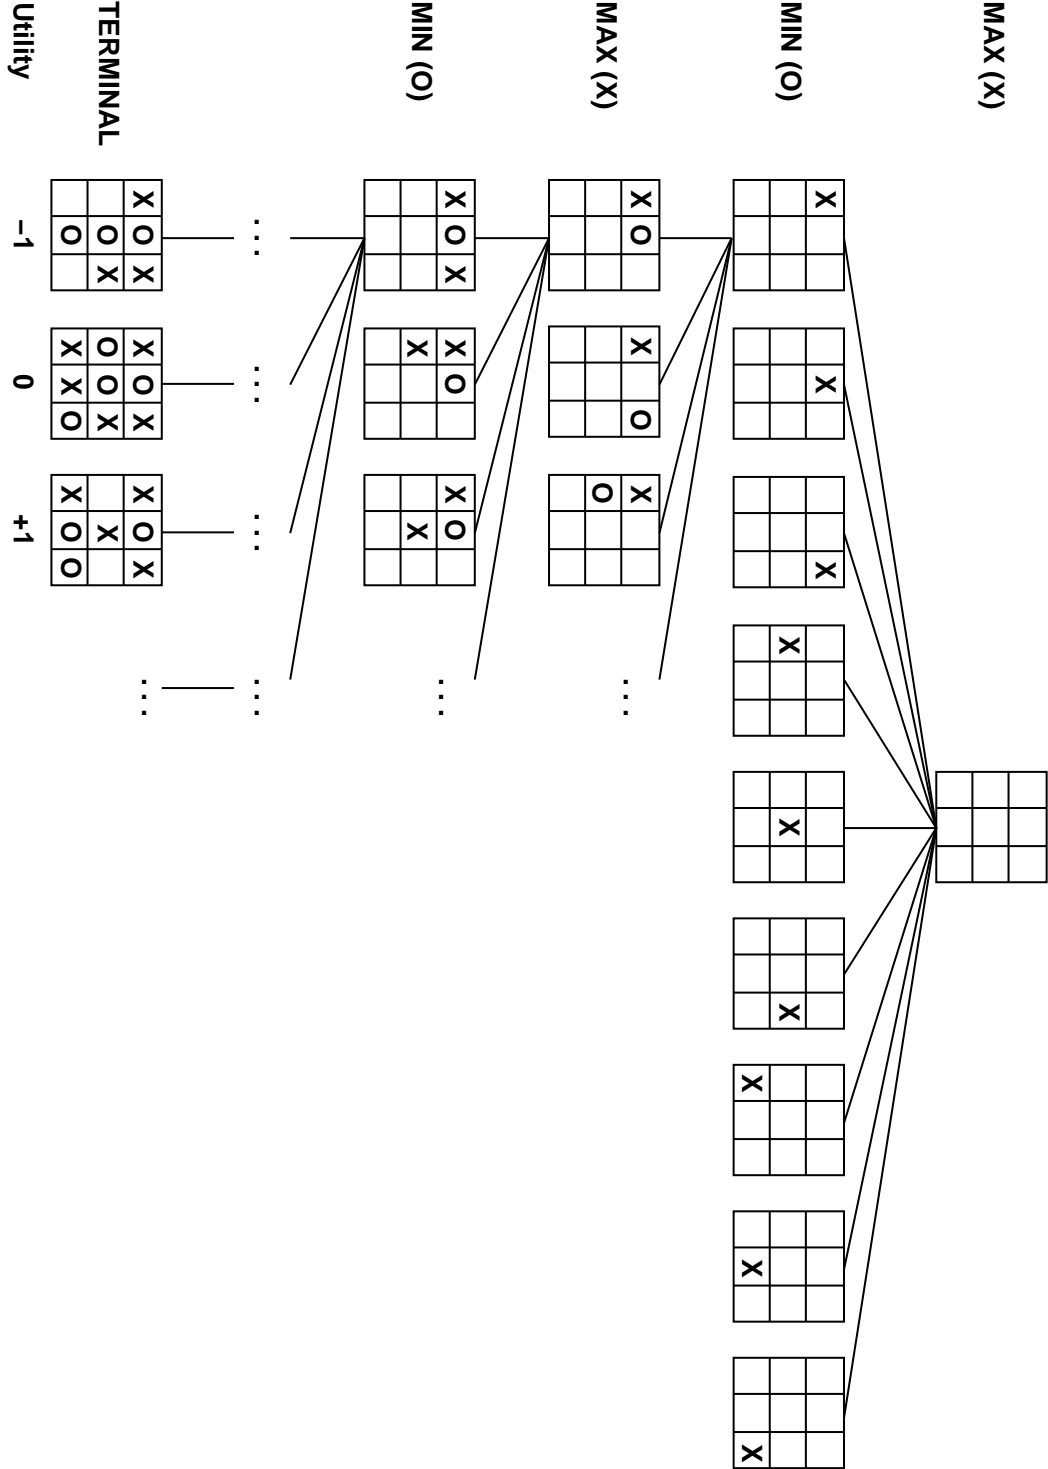 MAX (X)
X X X
MIN (O) X X X
X X X
X O X O X
MAX (X) O ...
X O X X O X O
MIN (O) X X ...
... ... ... ...
X O X X O X X O X ...
TERMINAL O X O O X X
O X X O X O O
Utility –1 0 +1